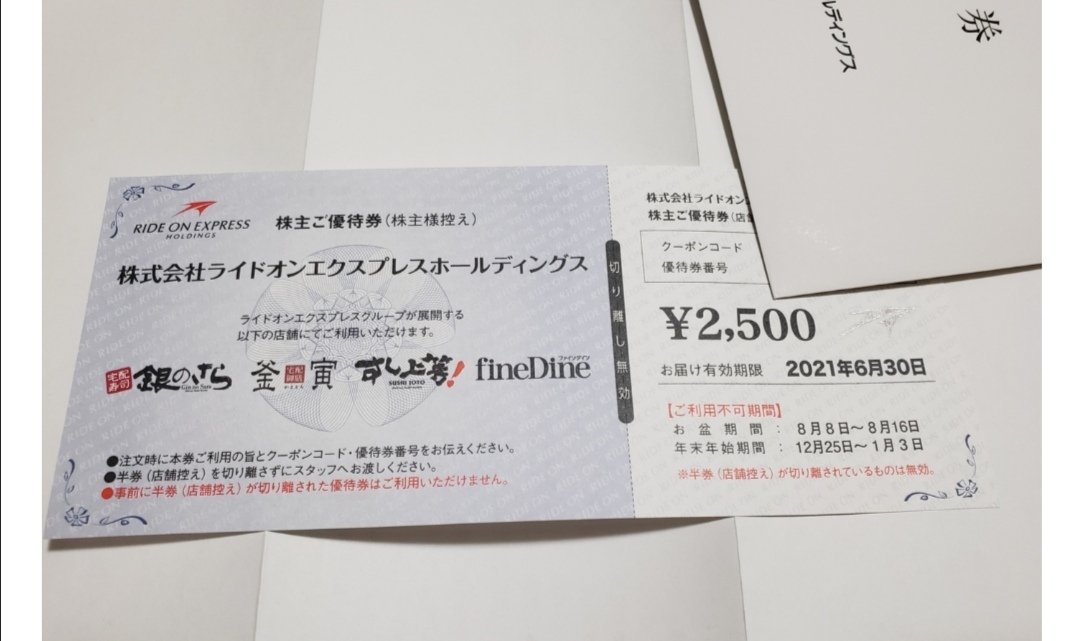 券
ルディングス
RIDE ON EXPRESS
HOLDINGS
株主ご優待券(株主様控え)
株式会社ライドオンエクスプレスホールディングス
ライドオンエクスプレスグループが展開する
以下の店舗にてご利用いただけます。
宅配寿司 銀のさら 釜寅 宅配御膳 すし上等! SUSHI JOTO ファインダイン fineDine
●注文時に本券ご利用の旨とクーポンコード・優待券番号をお伝えください。
●半券(店舗控え)を切り離さずにスタッフへお渡しください。
●事前に半券(店舗控え)が切り離された優待券はご利用いただけません。
切り離し無効
株式会社ライドオン
株主ご優待券(店
クーポンコード
優待券番号
¥2,500
お届け有効期限 2021年6月30日
【ご利用不可期間】
お盆期間:8月8日〜8月16日
年末年始期間:12月25日〜1月3日
※半券(店舗控え)が切り離されているものは無効。